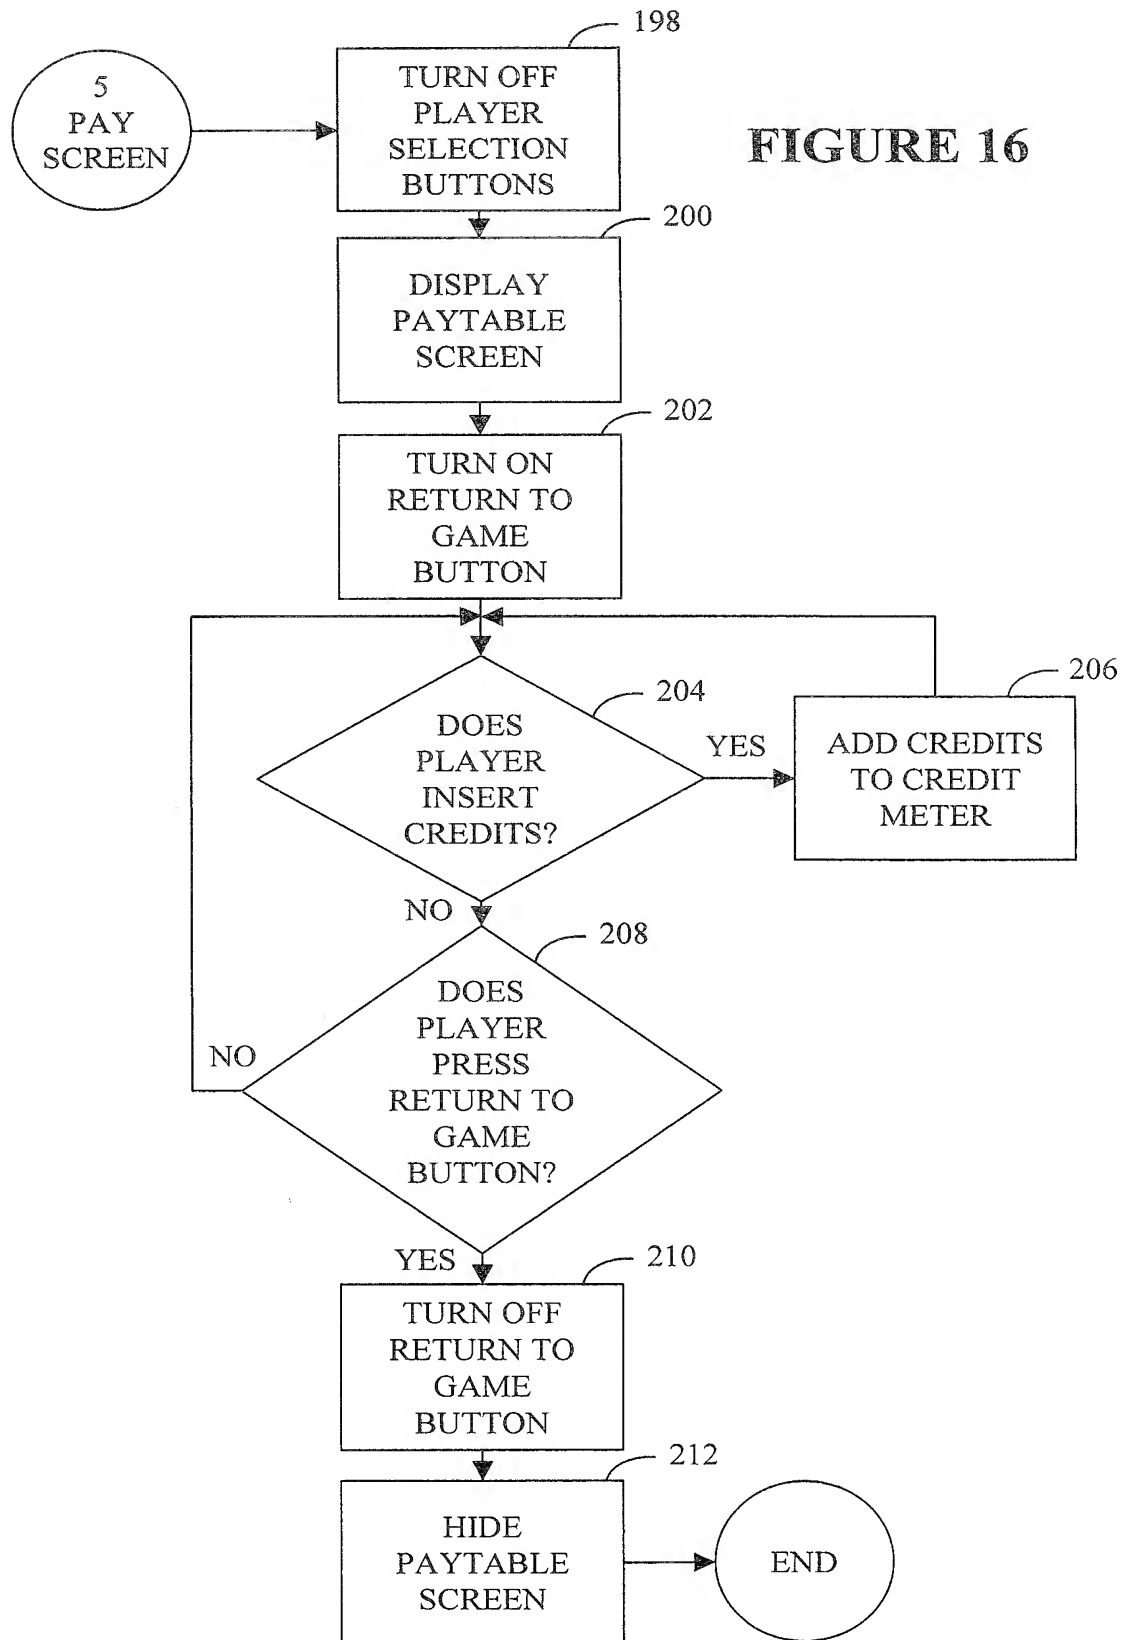 198
5
PAY
SCREEN
TURN OFF
PLAYER
SELECTION
BUTTONS
FIGURE 16
200
DISPLAY
PAYTABLE
SCREEN
202
TURN ON
RETURN TO
GAME
BUTTON
204
DOES
PLAYER
INSERT
CREDITS?
YES
206
ADD CREDITS
TO CREDIT
METER
NO
208
DOES
PLAYER
PRESS
RETURN TO
GAME
BUTTON?
NO
YES
210
TURN OFF
RETURN TO
GAME
BUTTON
212
HIDE
PAYTABLE
SCREEN
END